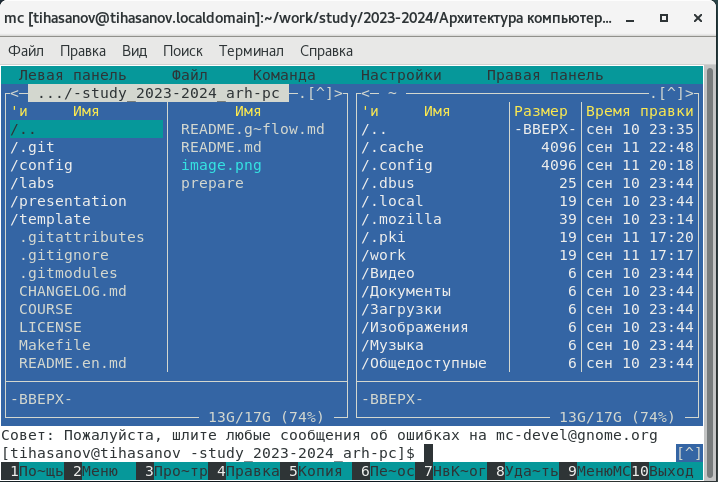 mc [tihasanov@tihasanov.localdomain]:~/work/study/2023-2024/Архитектура компьютер...
Файл Правка Вид Поиск Терминал Справка
Левая панель Файл Команда Настройки Правая панель
<— .../-study_2023-2024_arh-pc —.[^]> <— ~ —.[^]>
'и Имя Имя 'и Имя Размер Время правки
/.. README.g~flow.md /.. -ВВЕРХ- сен 10 23:35
/.git README.md /.cache 4096 сен 11 22:48
/config image.png /.config 4096 сен 11 20:18
/labs prepare /.dbus 25 сен 10 23:44
/presentation /.local 19 сен 10 23:44
/template /.mozilla 39 сен 10 23:14
.gitattributes /.pki 19 сен 11 17:20
.gitignore /work 19 сен 11 17:17
.gitmodules /Видео 6 сен 10 23:44
CHANGELOG.md /Документы 6 сен 10 23:44
COURSE /Загрузки 6 сен 10 23:44
LICENSE /Изображения 6 сен 10 23:44
Makefile /Музыка 6 сен 10 23:44
README.en.md /Общедоступные 6 сен 10 23:44
-ВВЕРХ- -ВВЕРХ-
13G/17G (74%) 13G/17G (74%)
Совет: Пожалуйста, шлите любые сообщения об ошибках на mc-devel@gnome.org
[tihasanov@tihasanov -study_2023-2024_arh-pc]$ [^]
1По~щь 2Меню 3Про~тр 4Правка 5Копия 6Пе~ос 7НвК~ог 8Уда~ть 9МенюМС 10Выход